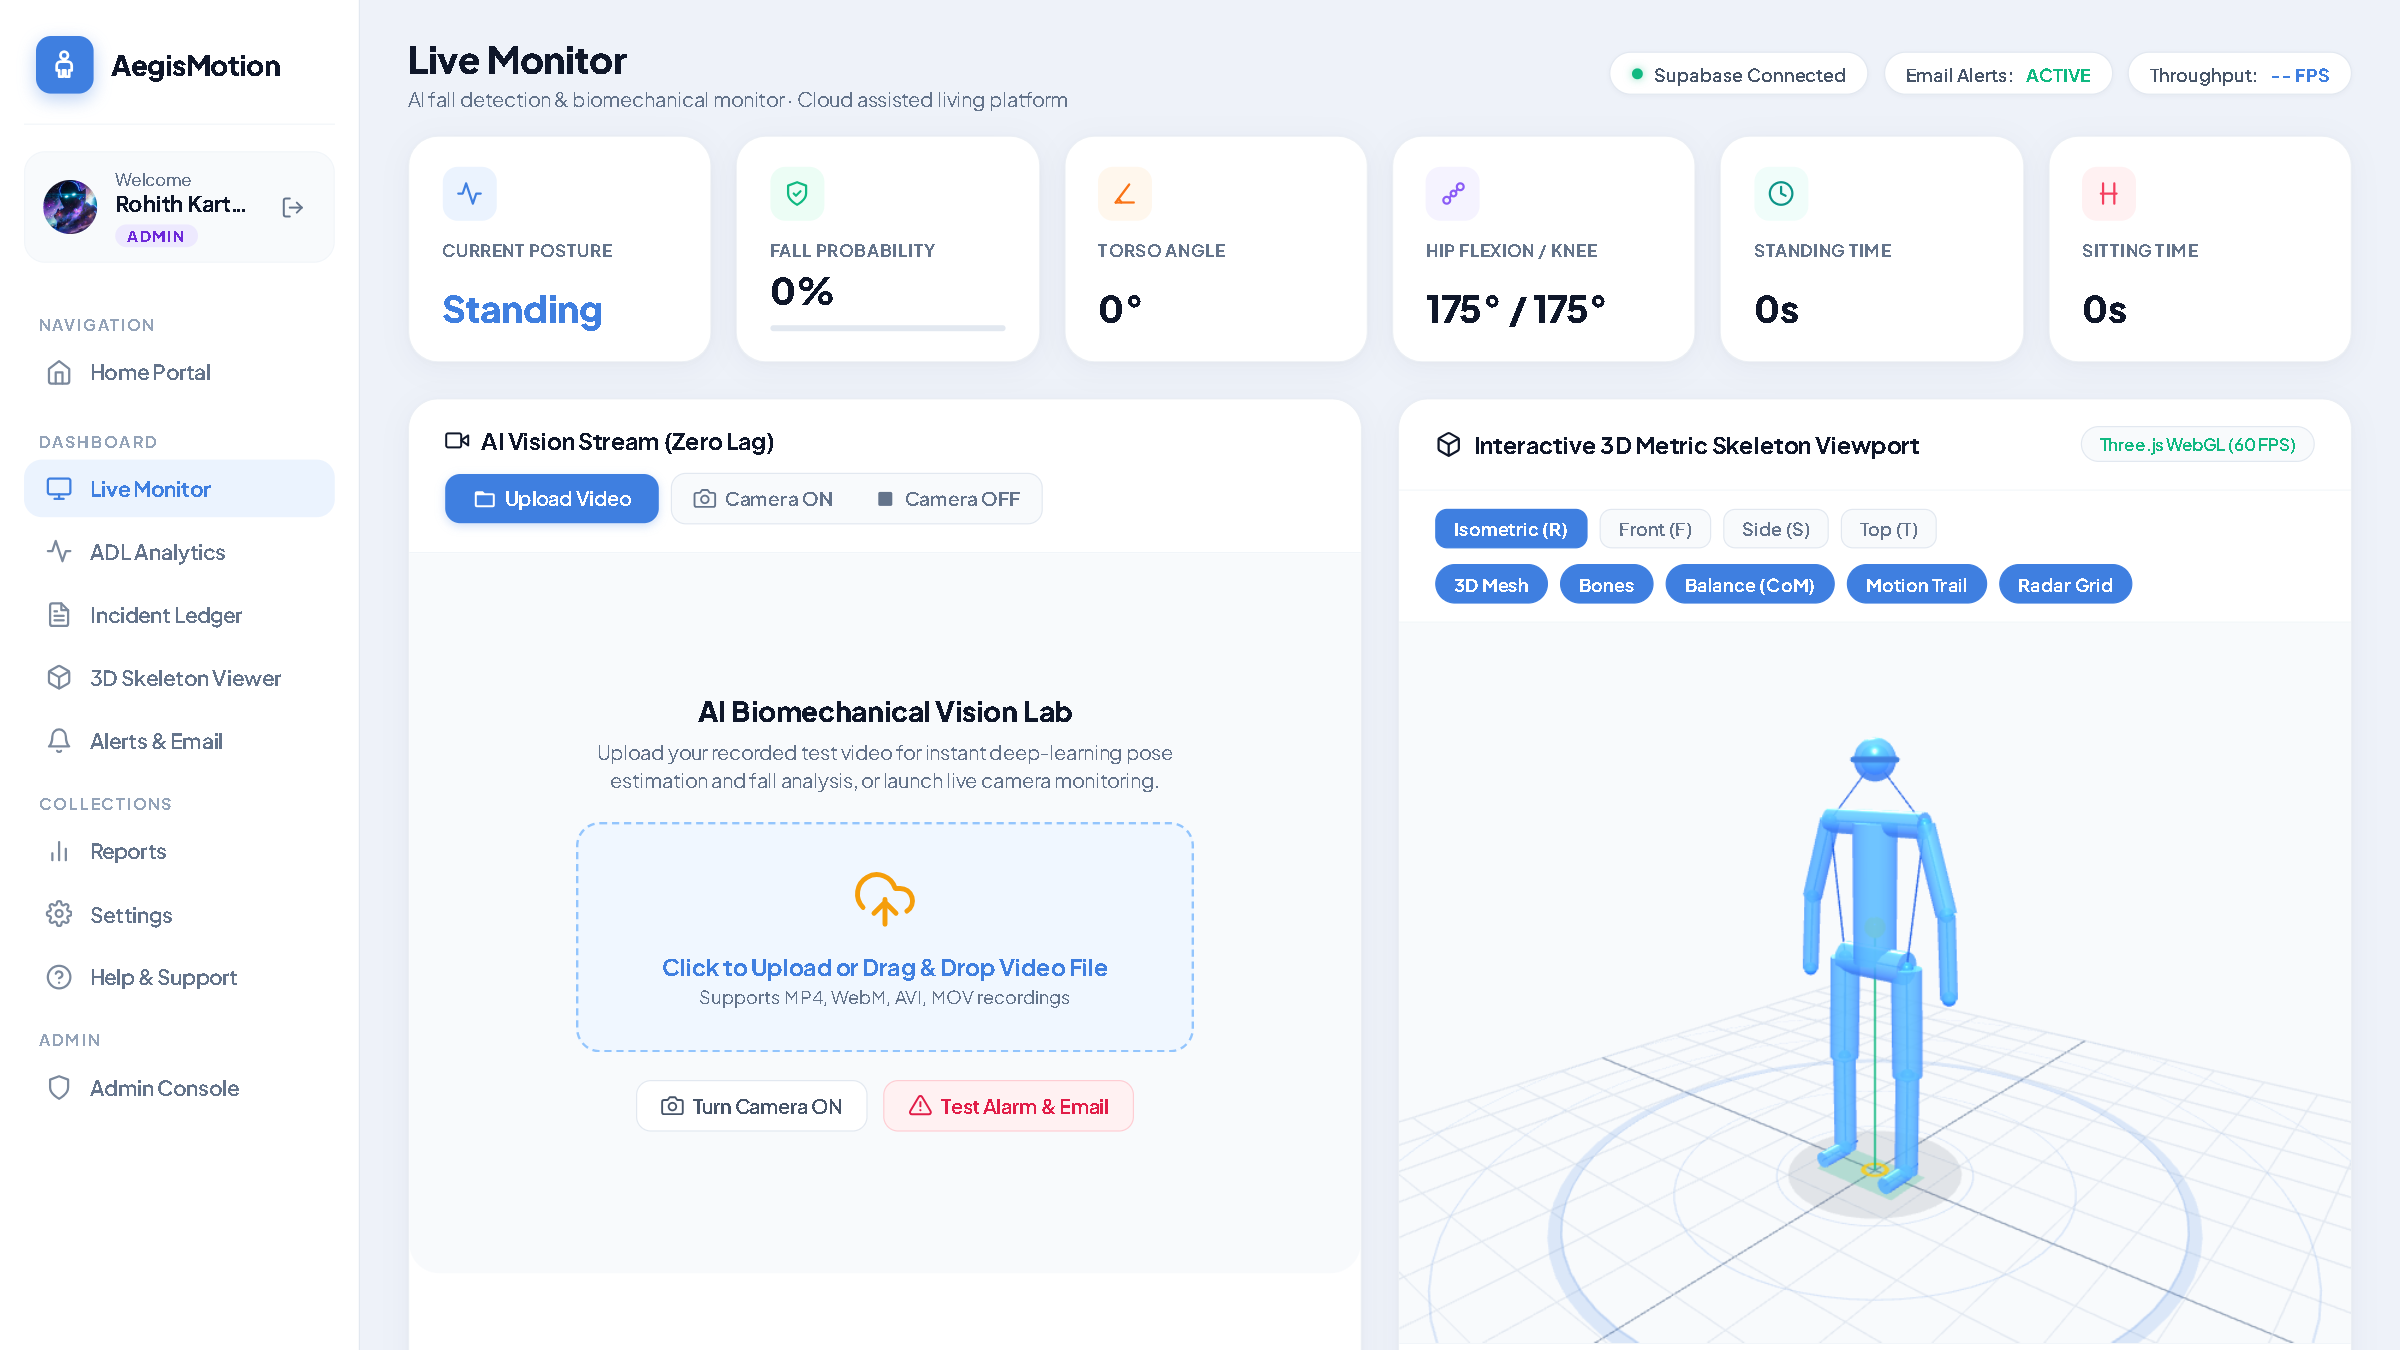 AegisMotion
Welcome
Rohith Kart...
ADMIN
NAVIGATION
Home Portal
DASHBOARD
Live Monitor
ADL Analytics
Incident Ledger
3D Skeleton Viewer
Alerts & Email
COLLECTIONS
Reports
Settings
Help & Support
ADMIN
Admin Console
Live Monitor
AI fall detection & biomechanical monitor · Cloud assisted living platform
Supabase Connected
Email Alerts: ACTIVE
Throughput: -- FPS
CURRENT POSTURE
Standing
FALL PROBABILITY
0%
TORSO ANGLE
0°
HIP FLEXION / KNEE
175° / 175°
STANDING TIME
0s
SITTING TIME
0s
AI Vision Stream (Zero Lag)
Upload Video
Camera ON
Camera OFF
AI Biomechanical Vision Lab
Upload your recorded test video for instant deep-learning pose
estimation and fall analysis, or launch live camera monitoring.
Click to Upload or Drag & Drop Video File
Supports MP4, WebM, AVI, MOV recordings
Turn Camera ON
Test Alarm & Email
Interactive 3D Metric Skeleton Viewport
Three.js WebGL (60 FPS)
Isometric (R)
Front (F)
Side (S)
Top (T)
3D Mesh
Bones
Balance (CoM)
Motion Trail
Radar Grid